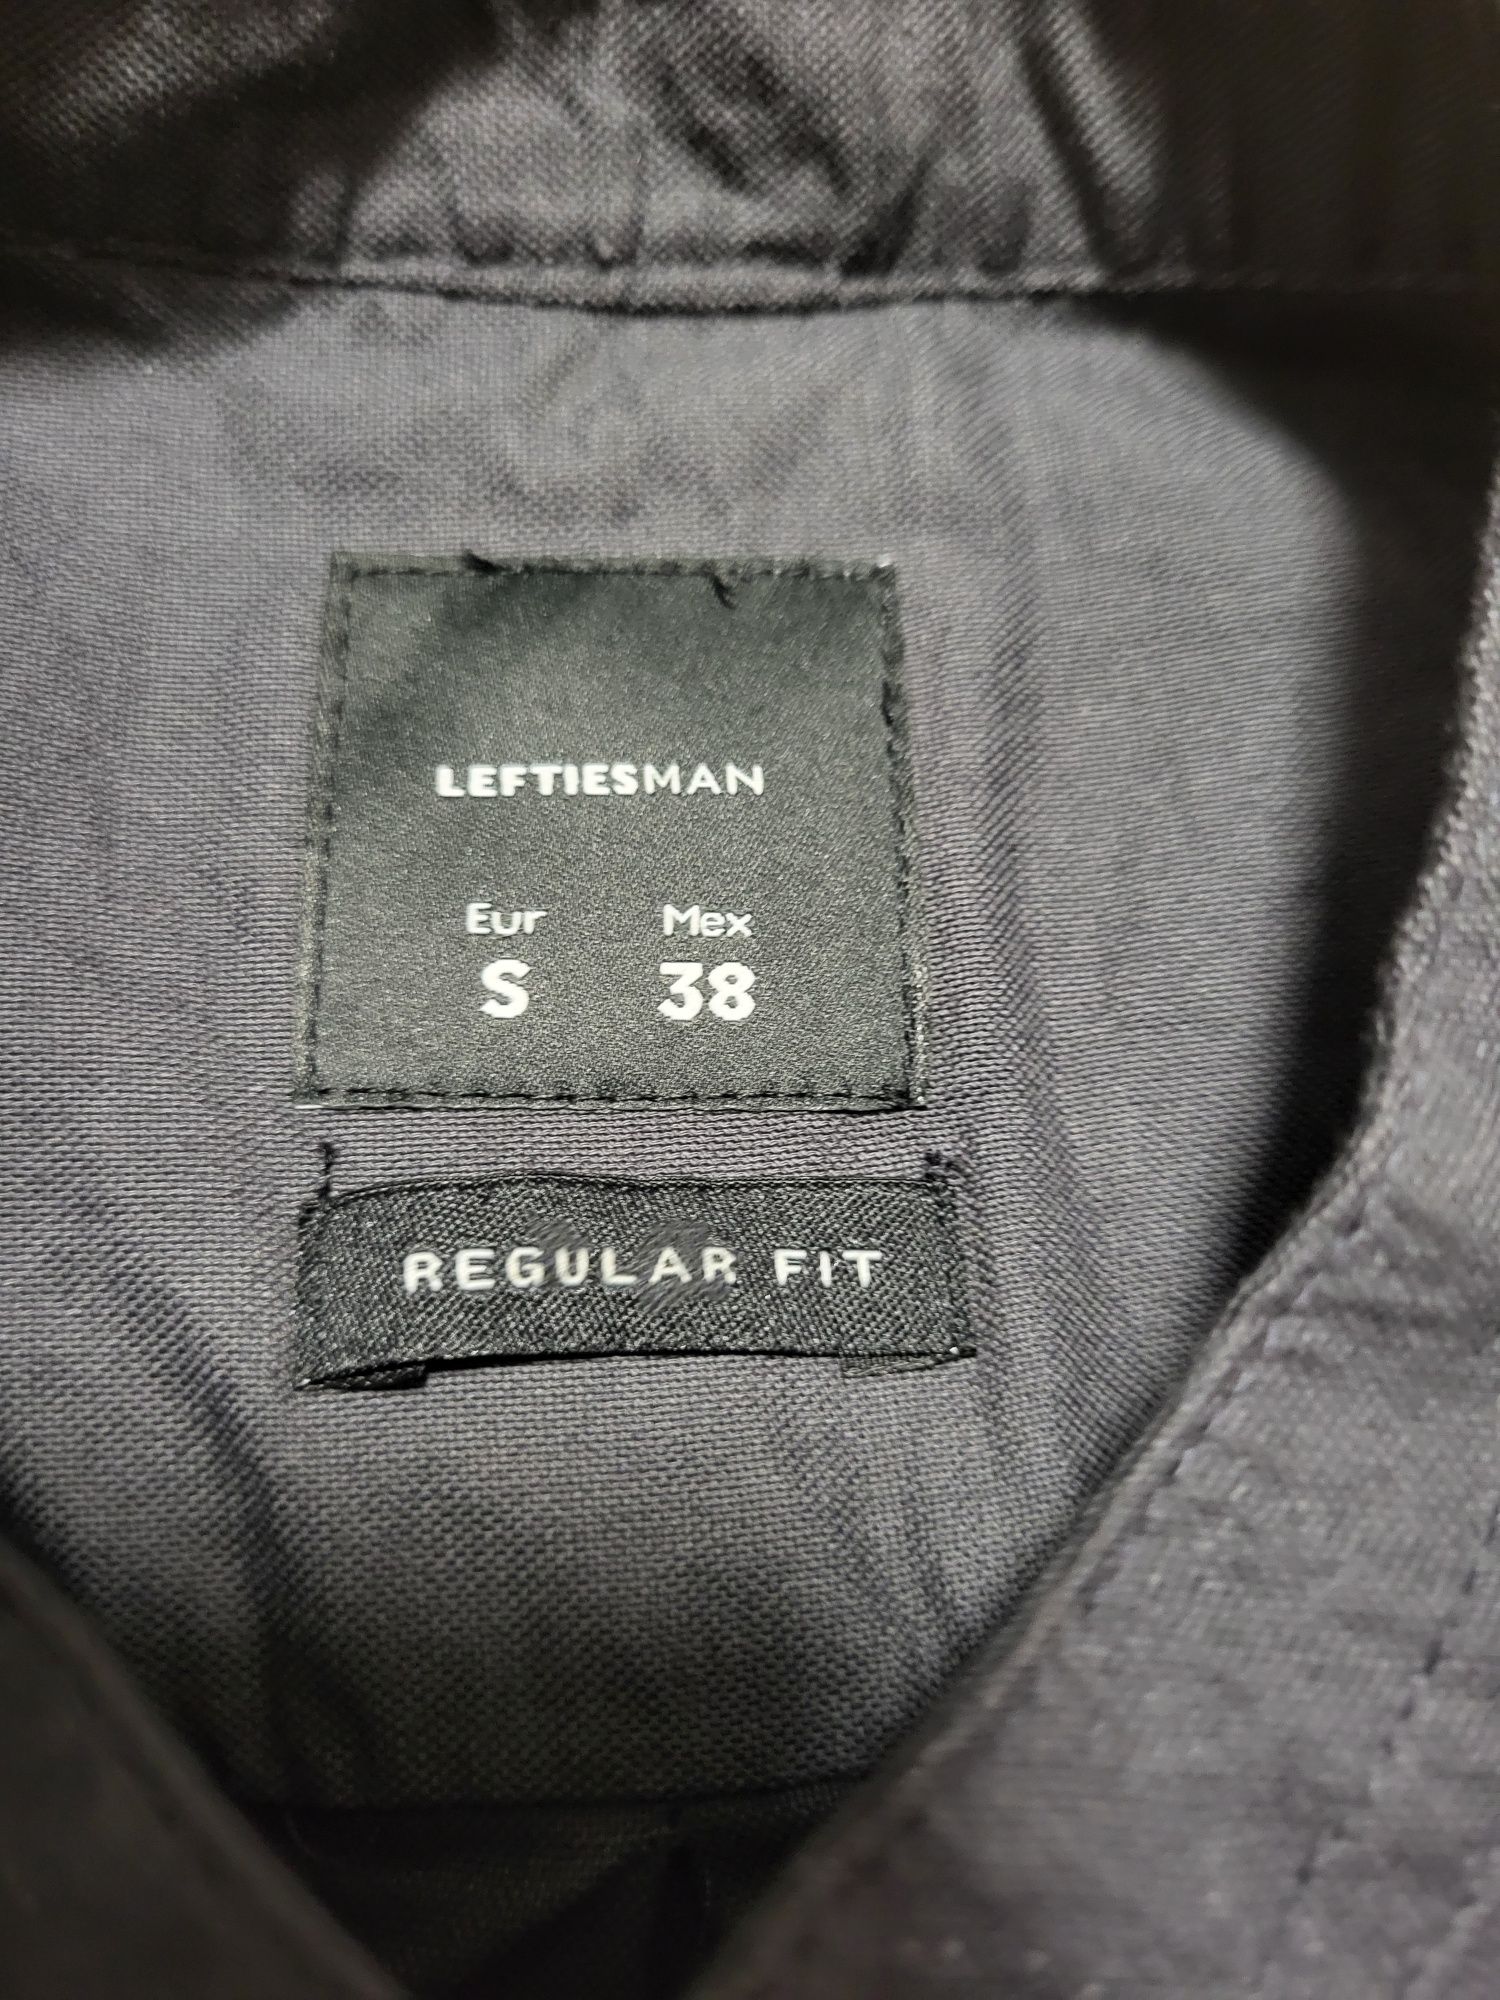 LEFTIESMAN
Eur Mex
S 38
REGULAR FIT